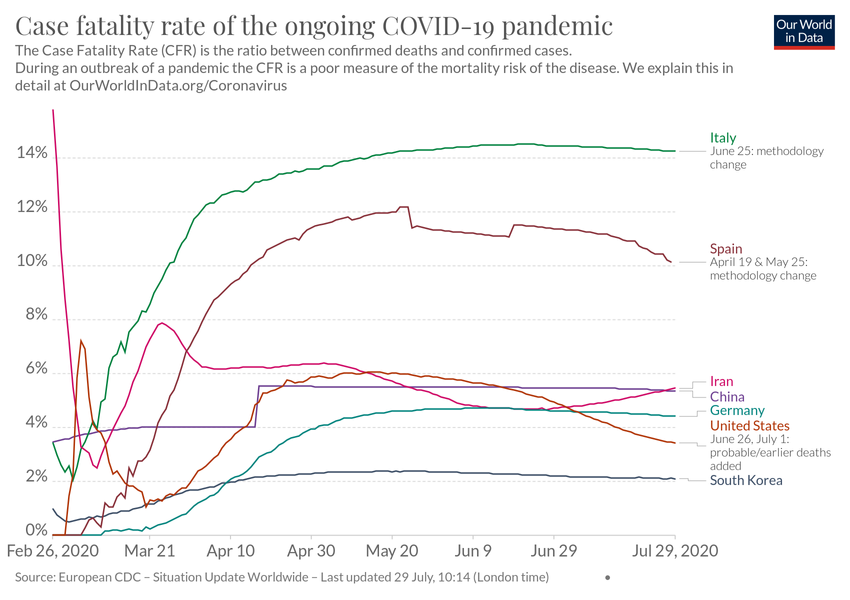 Case fatality rate of the ongoing COVID-19 pandemic
Our World
in Data
The Case Fatality Rate (CFR) is the ratio between confirmed deaths and confirmed cases.
During an outbreak of a pandemic the CFR is a poor measure of the mortality risk of the disease. We explain this in
detail at OurWorldInData.org/Coronavirus
14%
12%
10%
8%
6%
4%
2%
0%
Italy
June 25: methodology
change
Spain
April 19 & May 25:
methodology change
Iran
China
Germany
United States
June 26, July 1:
probable/earlier deaths
added
South Korea
Feb 26, 2020
Mar 21
Apr 10
Apr 30
May 20
Jun 9
Jun 29
Jul 29, 2020
Source: European CDC – Situation Update Worldwide – Last updated 29 July, 10:14 (London time)